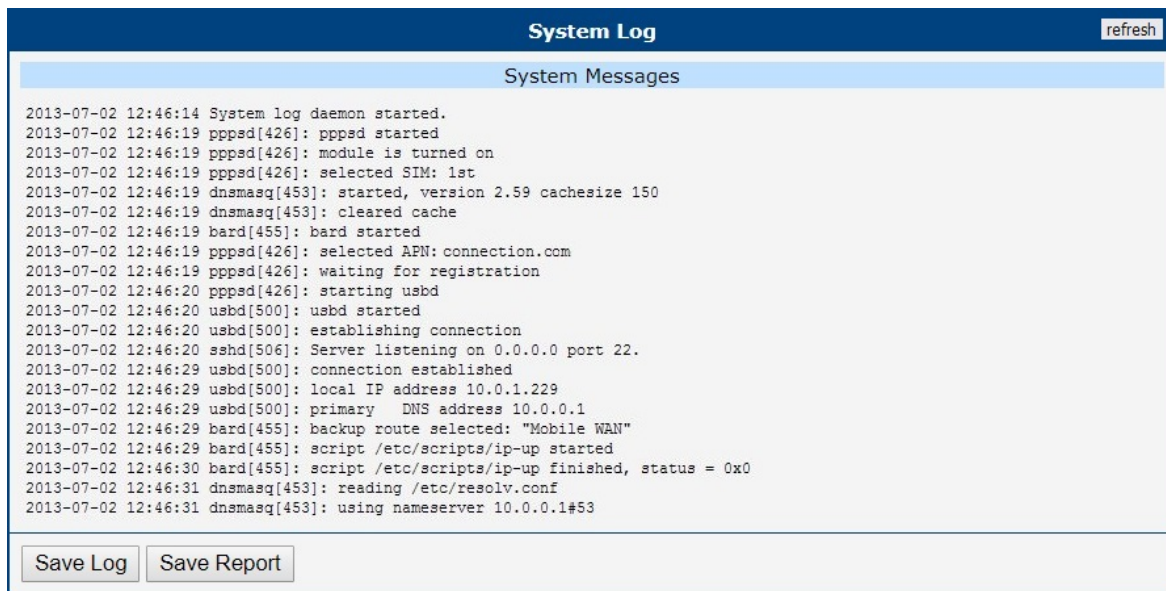 System Log
refresh
System Messages
2013-07-02 12:46:14 System log daemon started.
2013-07-02 12:46:19 pppsd[426]: pppsd started
2013-07-02 12:46:19 pppsd[426]: module is turned on
2013-07-02 12:46:19 pppsd[426]: selected SIM: 1st
2013-07-02 12:46:19 dnsmasq[453]: started, version 2.59 cachesize 150
2013-07-02 12:46:19 dnsmasq[453]: cleared cache
2013-07-02 12:46:19 bard[455]: bard started
2013-07-02 12:46:19 pppsd[426]: selected APN: connection.com
2013-07-02 12:46:19 pppsd[426]: waiting for registration
2013-07-02 12:46:20 pppsd[426]: starting usbd
2013-07-02 12:46:20 usbd[500]: usbd started
2013-07-02 12:46:20 usbd[500]: establishing connection
2013-07-02 12:46:20 sshd[506]: Server listening on 0.0.0.0 port 22.
2013-07-02 12:46:29 usbd[500]: connection established
2013-07-02 12:46:29 usbd[500]: local IP address 10.0.1.229
2013-07-02 12:46:29 usbd[500]: primary   DNS address 10.0.0.1
2013-07-02 12:46:29 bard[455]: backup route selected: "Mobile WAN"
2013-07-02 12:46:29 bard[455]: script /etc/scripts/ip-up started
2013-07-02 12:46:30 bard[455]: script /etc/scripts/ip-up finished, status = 0x0
2013-07-02 12:46:31 dnsmasq[453]: reading /etc/resolv.conf
2013-07-02 12:46:31 dnsmasq[453]: using nameserver 10.0.0.1#53
Save Log
Save Report